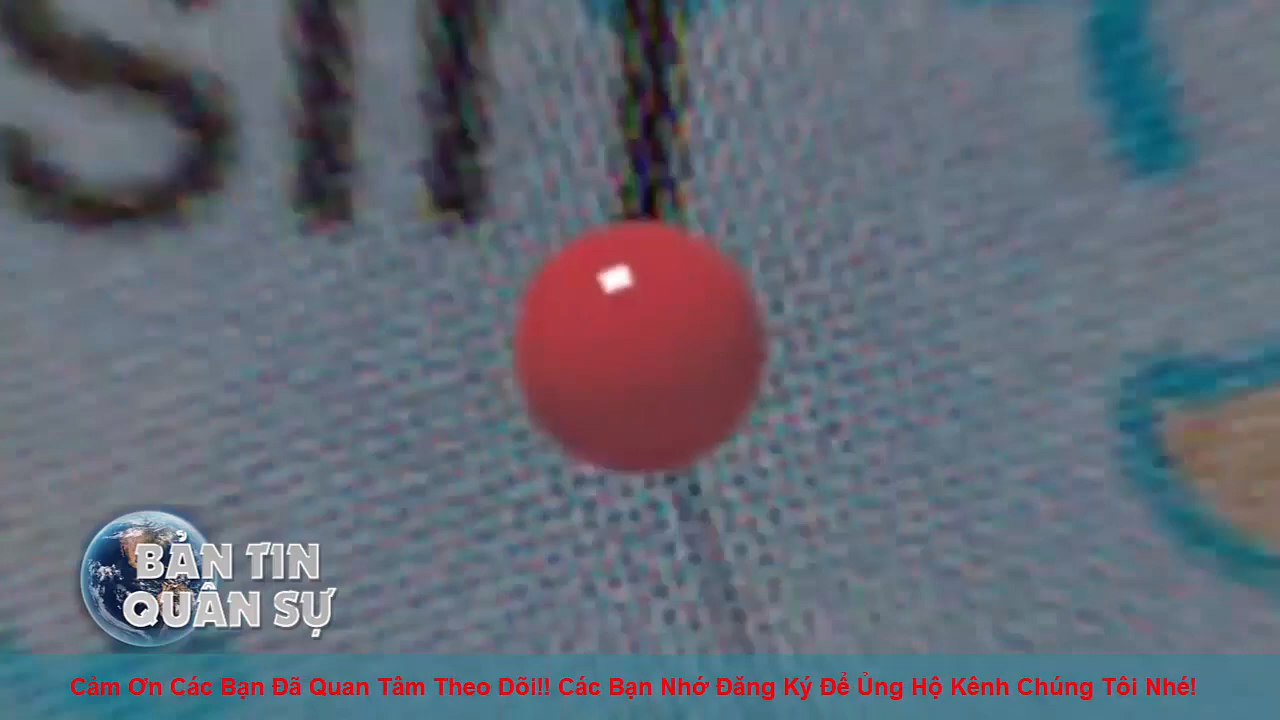 BẢN TIN
QUÂN SỰ
Cảm Ơn Các Bạn Đã Quan Tâm Theo Dõi!! Các Bạn Nhớ Đăng Ký Để Ủng Hộ Kênh Chúng Tôi Nhé!